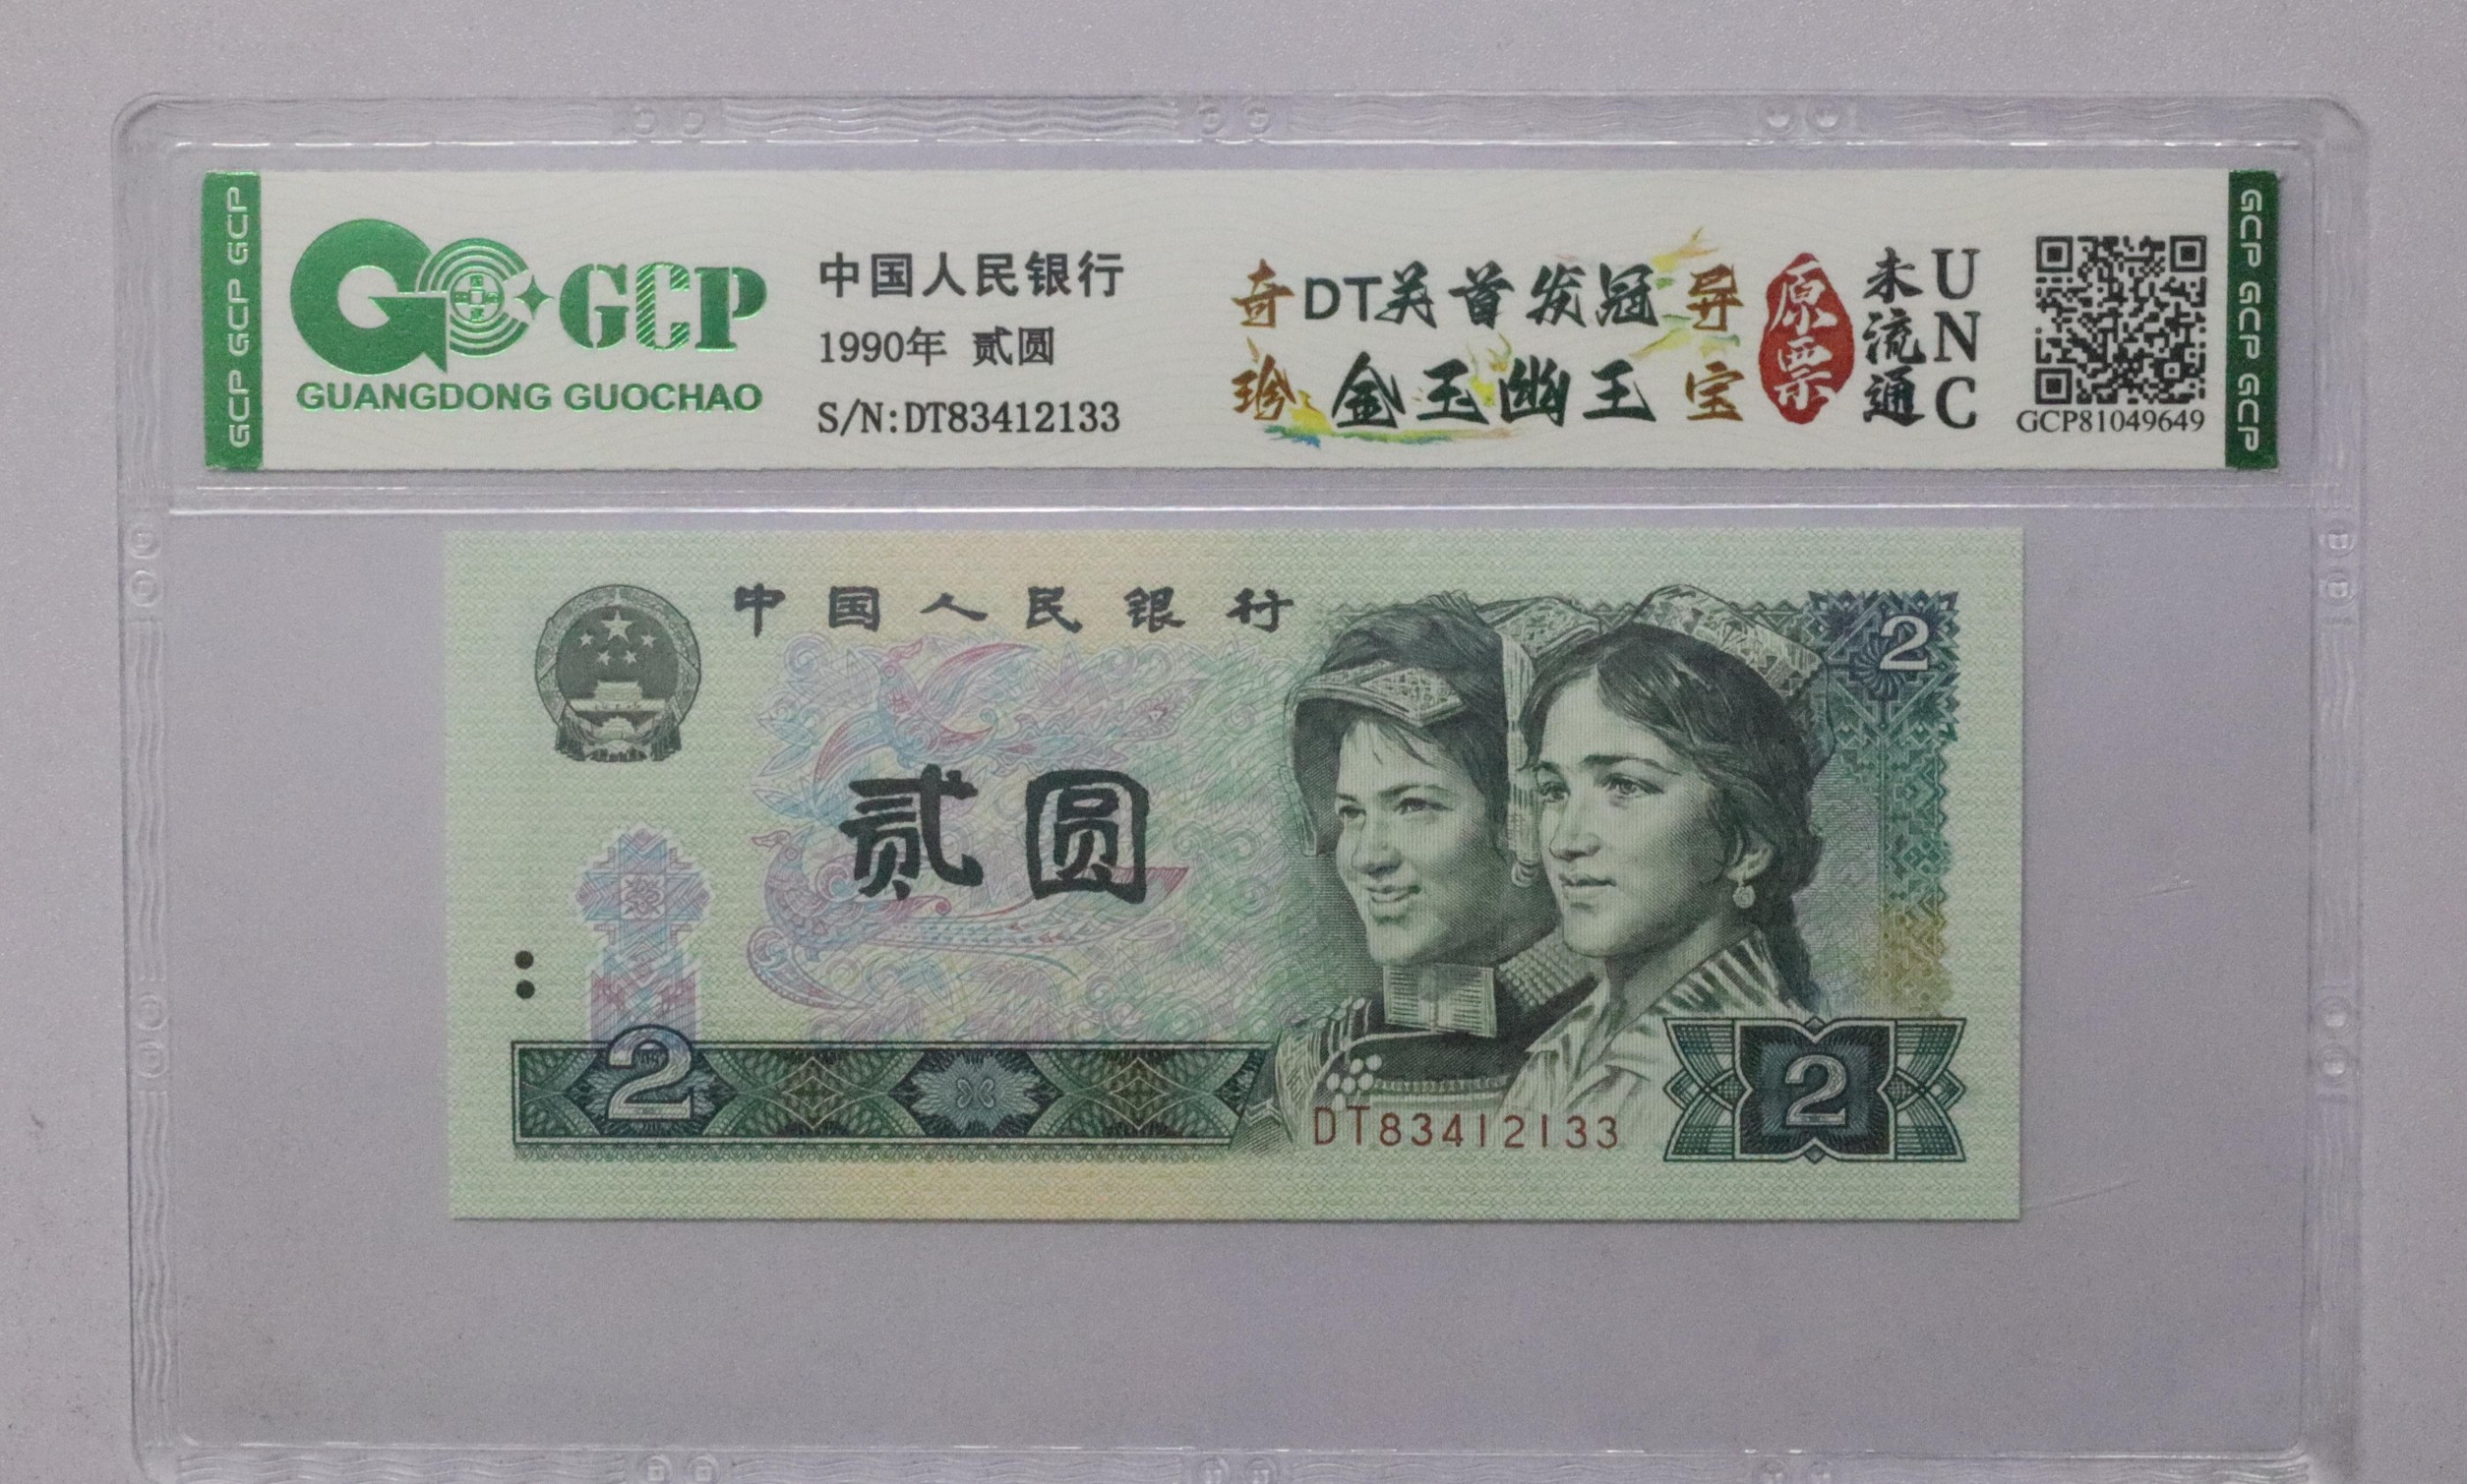 GCP GCP GCP
GCP
GUANGDONG GUOCHAO
中国人民银行
1990年 贰圆
S/N:DT83412133
奇 DT关首发冠 异
珍 金玉幽王 宝
原票
未流通
UNC
GCP81049649
GCP GCP GCP
中国人民银行
2
贰圆
2
DT83412133
2